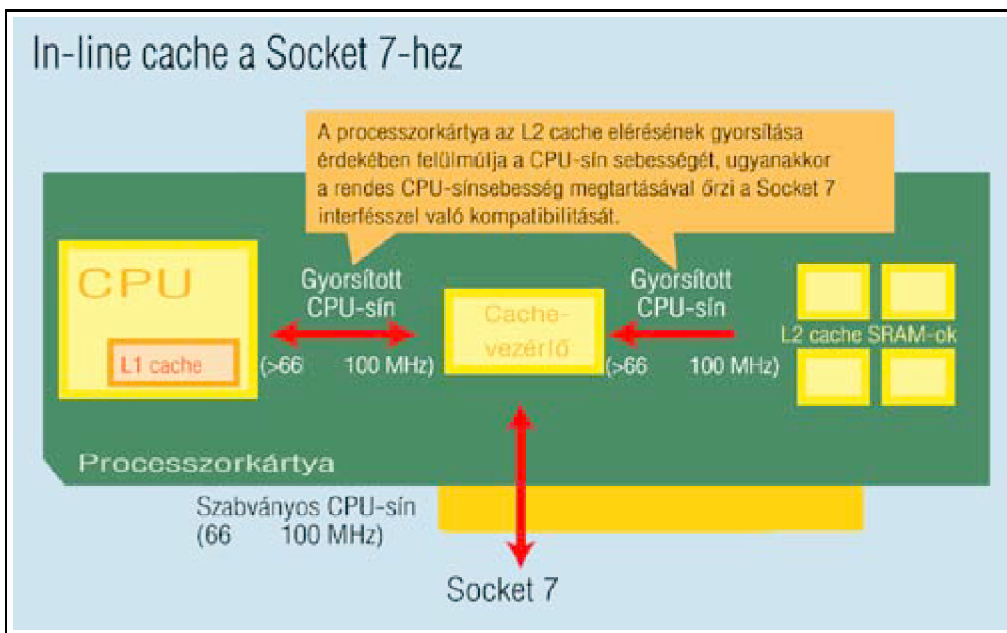 In-line cache a Socket 7-hez
A processzorkártya az L2 cache elérésének gyorsítása
érdekében felülmúlja a CPU-sín sebességét, ugyanakkor
a rendes CPU-sínsebesség megtartásával őrzi a Socket 7
interfésszel való kompatibilitását.
CPU
L1 cache
Gyorsított
CPU-sín
(>66 100 MHz)
Cache-
vezérlő
Gyorsított
CPU-sín
(>66 100 MHz)
L2 cache SRAM-ok
Processzorkártya
Szabványos CPU-sín
(66 100 MHz)
Socket 7